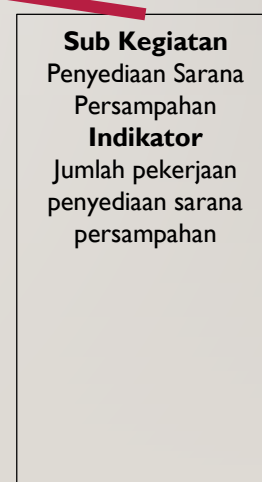 Sub Kegiatan
Penyediaan Sarana
Persampahan
Indikator
Jumlah pekerjaan
penyediaan sarana
persampahan